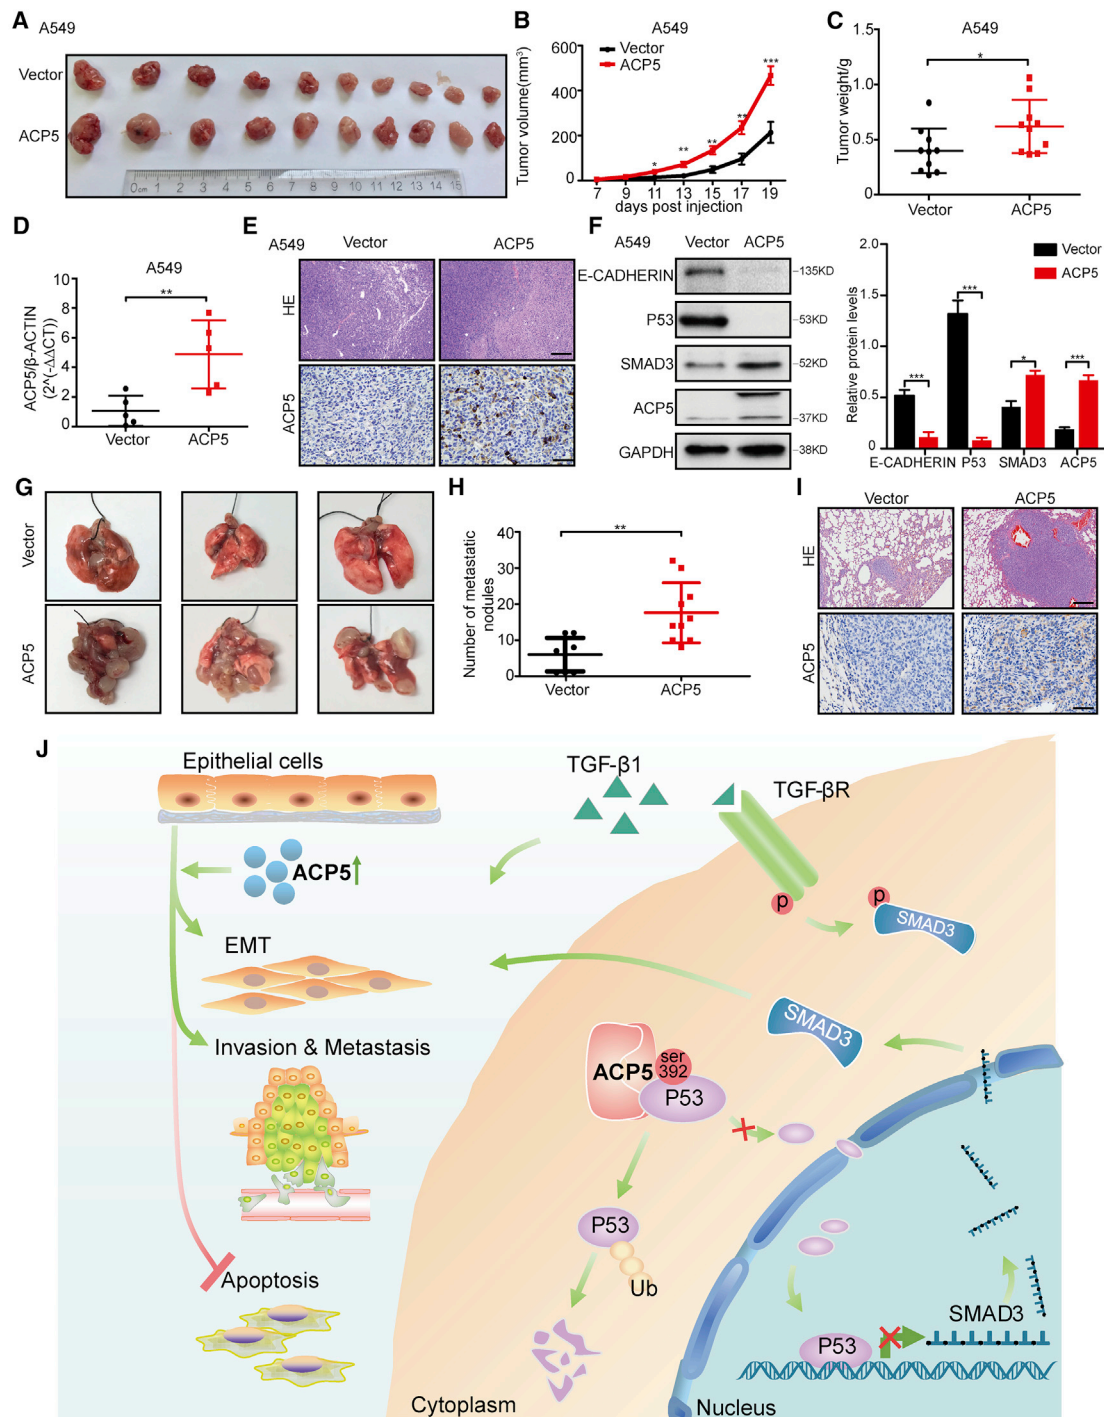 A
A549
Vector
ACP5
0cm 1 2 3 4 5 6 7 8 9 10 11 12 13 14 15
B
A549
Vector
ACP5
Tumor volume(mm³)
600
400
200
0
*
**
**
**
***
7 9 11 13 15 17 19
days post injection
C
A549
Tumor weight/g
1.5
1.0
0.5
0.0
*
Vector ACP5
D
A549
ACP5/β-ACTIN
(2^(-△△CT))
10
8
6
4
2
0
**
Vector ACP5
E
A549 Vector ACP5
HE
ACP5
F
A549 Vector ACP5
E-CADHERIN –135KD
P53 –53KD
SMAD3 –52KD
ACP5 –37KD
GAPDH –38KD
Vector
ACP5
Relative protein levels
2.0
1.5
1.0
0.5
0
***
***
*
***
E-CADHERIN P53 SMAD3 ACP5
G
Vector
ACP5
H
Number of metastatic
nodules
40
30
20
10
0
**
Vector ACP5
I
Vector ACP5
HE
ACP5
J
Epithelial cells
ACP5
EMT
Invasion & Metastasis
Apoptosis
TGF-β1
TGF-βR
p
p
SMAD3
SMAD3
ACP5
ser
392
P53
P53
Ub
P53
SMAD3
Cytoplasm
Nucleus